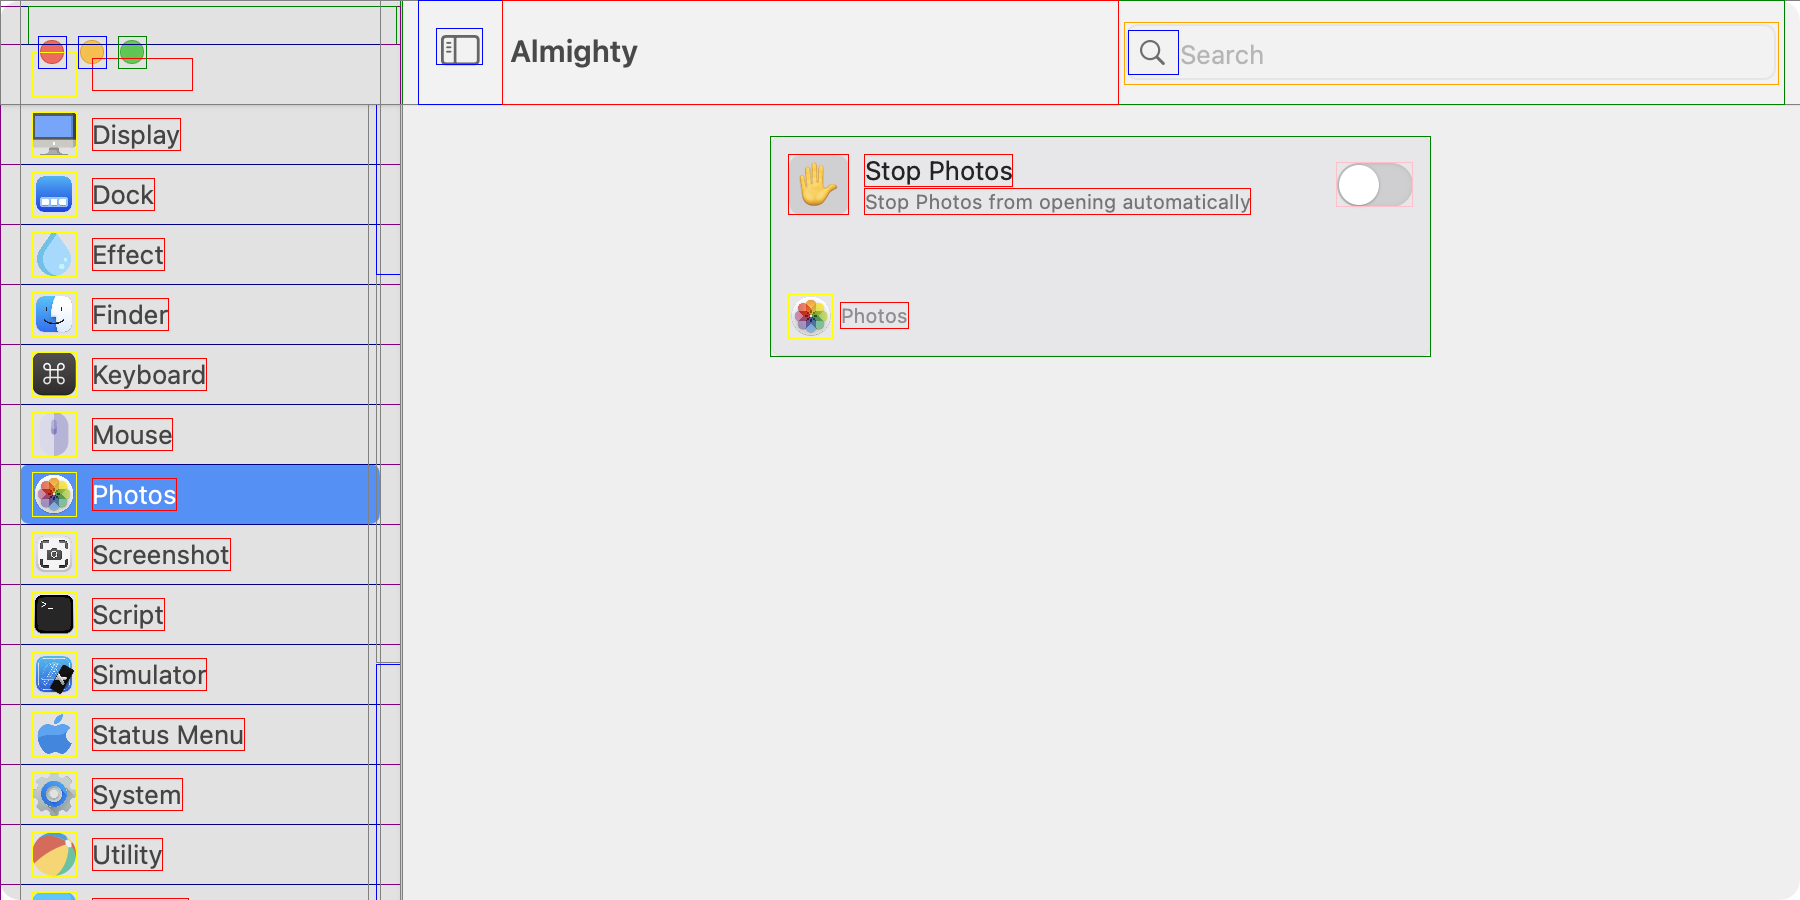 Almighty
Search
Display
Dock
Effect
Finder
Keyboard
Mouse
Photos
Screenshot
Script
Simulator
Status Menu
System
Utility
Stop Photos
Stop Photos from opening automatically
Photos